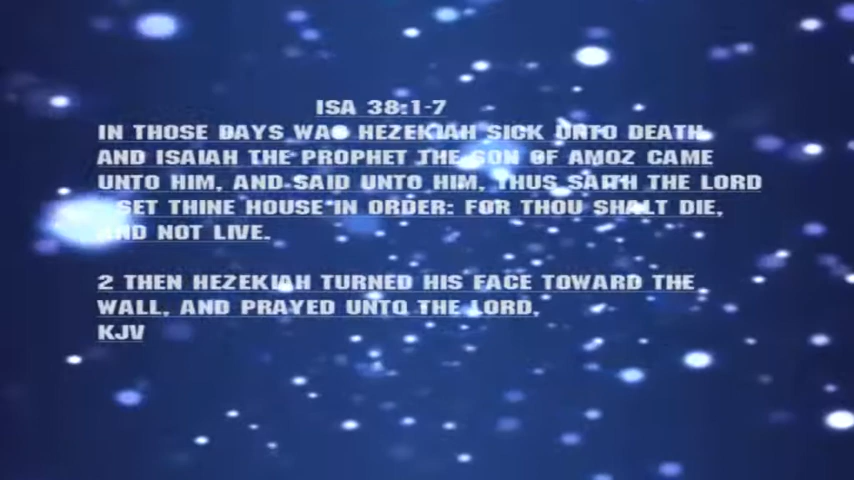 ISA 38:1-7
IN THOSE DAYS WAS HEZEKIAH SICK UNTO DEATH.
AND ISAIAH THE PROPHET THE SON OF AMOZ CAME
UNTO HIM, AND SAID UNTO HIM, THUS SAITH THE LORD
SET THINE HOUSE IN ORDER: FOR THOU SHALT DIE,
AND NOT LIVE.
2 THEN HEZEKIAH TURNED HIS FACE TOWARD THE
WALL, AND PRAYED UNTO THE LORD,
KJV